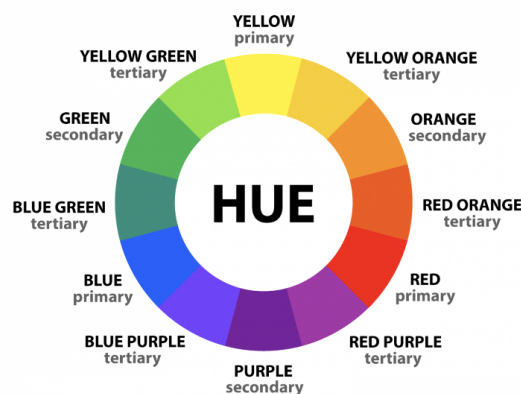 YELLOW
primary
YELLOW GREEN
tertiary
YELLOW ORANGE
tertiary
GREEN
secondary
ORANGE
secondary
HUE
BLUE GREEN
tertiary
RED ORANGE
tertiary
BLUE
primary
RED
primary
BLUE PURPLE
tertiary
RED PURPLE
tertiary
PURPLE
secondary